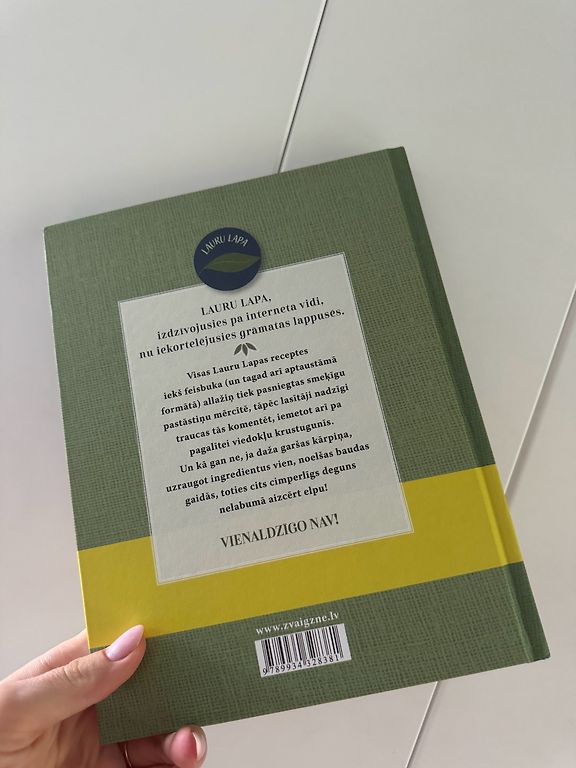 LAURU LAPA
LAURU LAPA,
izdzīvojusies pa interneta vidi,
nu iekortelējusies grāmatas lappusēs.
Visas Lauru Lapas receptes
iekš feisbuka (un tagad arī aptaustāmā
formātā) allažiņ tiek pasniegtas smeķīgu
pastāstiņu mērcītē, tāpēc lasītāji nadzīgi
traucas tās komentēt, iemetot arī pa
pagalītei viedokļu krustugunīs.
Un kā gan ne, ja daža garšas kārpiņa,
uzraugot ingredientus vien, noelšas baudas
gaidās, toties cits cimperlīgs deguns
nelabumā aizcērt elpu!
VIENALDZĪGO NAV!
www.zvaigzne.lv
9789934328381